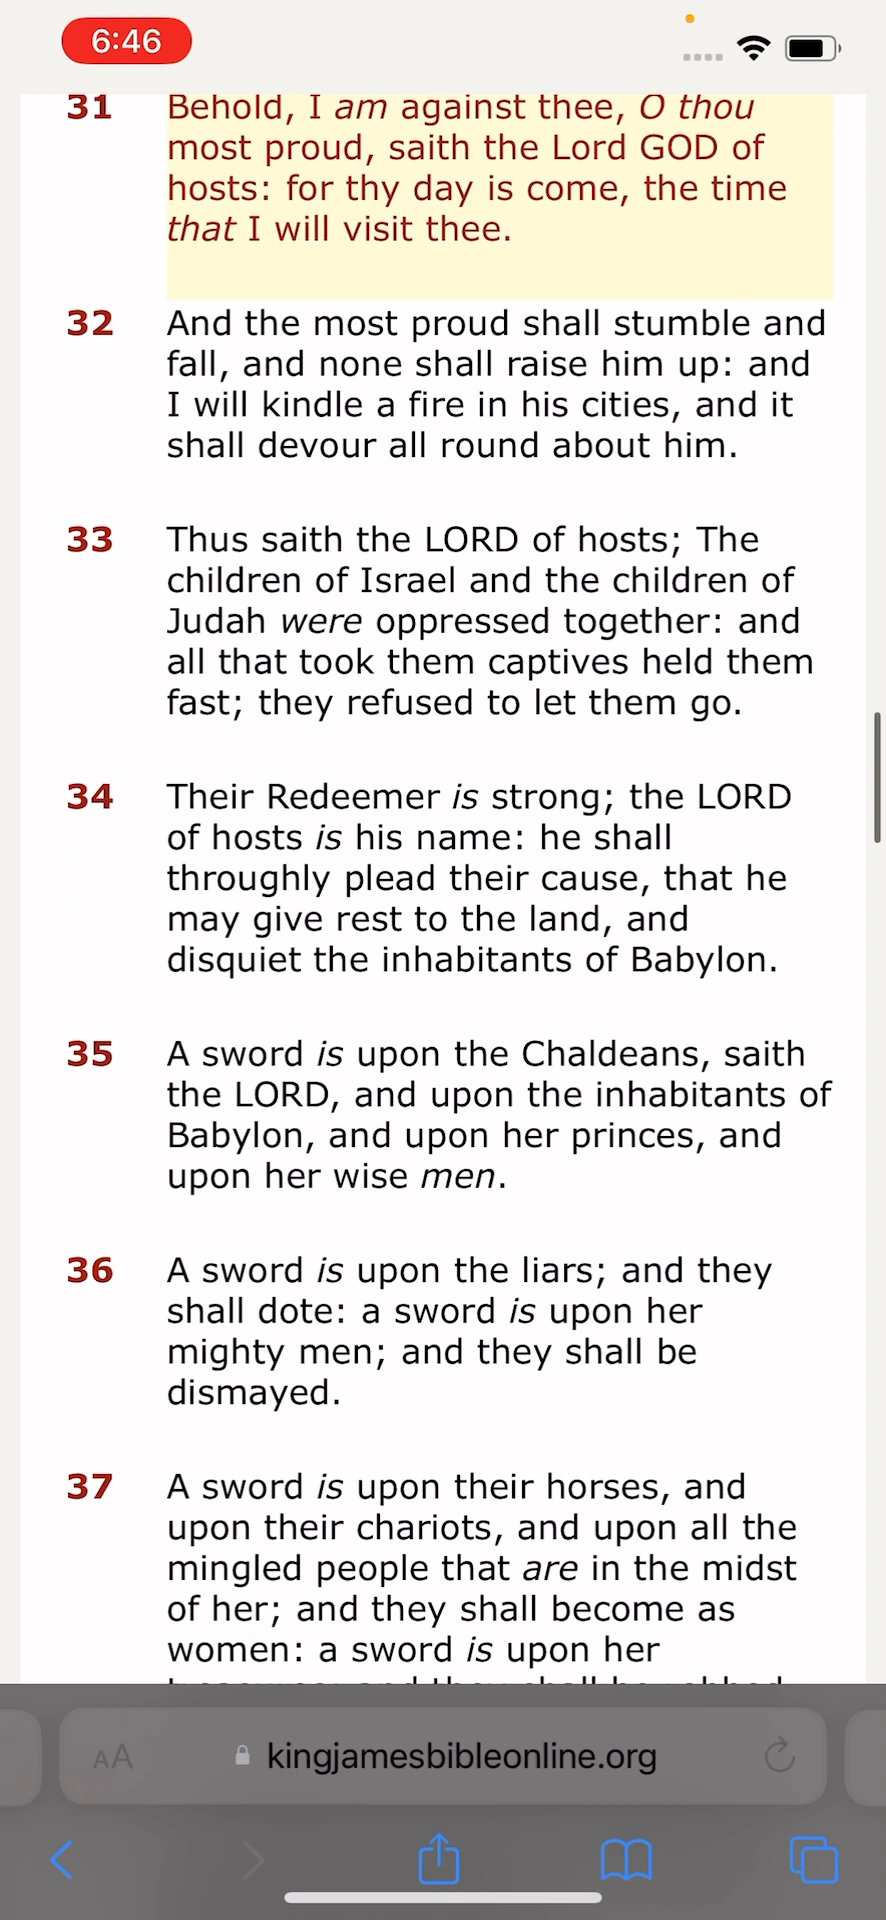 6:46
31 Behold, I am against thee, O thou
most proud, saith the Lord GOD of
hosts: for thy day is come, the time
that I will visit thee.
32 And the most proud shall stumble and
fall, and none shall raise him up: and
I will kindle a fire in his cities, and it
shall devour all round about him.
33 Thus saith the LORD of hosts; The
children of Israel and the children of
Judah were oppressed together: and
all that took them captives held them
fast; they refused to let them go.
34 Their Redeemer is strong; the LORD
of hosts is his name: he shall
throughly plead their cause, that he
may give rest to the land, and
disquiet the inhabitants of Babylon.
35 A sword is upon the Chaldeans, saith
the LORD, and upon the inhabitants of
Babylon, and upon her princes, and
upon her wise men.
36 A sword is upon the liars; and they
shall dote: a sword is upon her
mighty men; and they shall be
dismayed.
37 A sword is upon their horses, and
upon their chariots, and upon all the
mingled people that are in the midst
of her; and they shall become as
women: a sword is upon her
AA kingjamesbibleonline.org